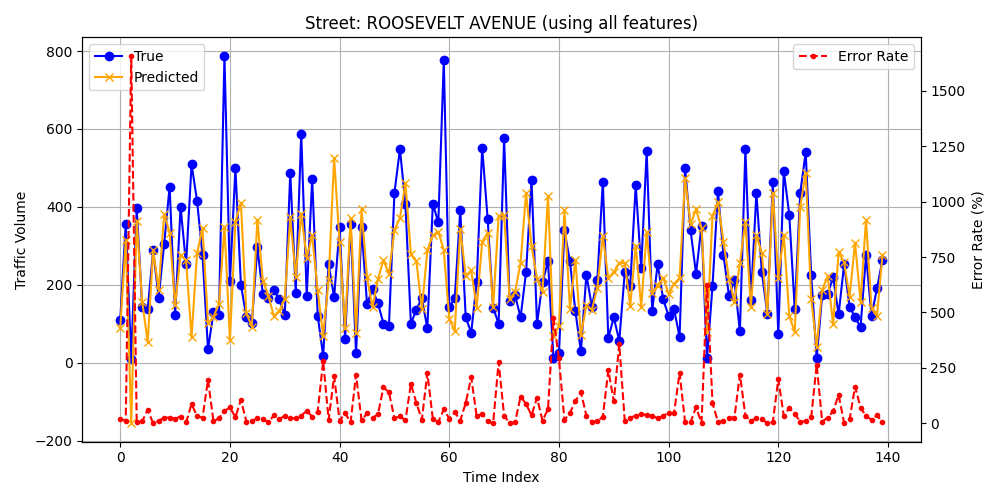 Street: ROOSEVELT AVENUE (using all features)
True
Predicted
Error Rate
800
600
400
200
0
−200
Traffic Volume
1500
1250
1000
750
500
250
0
Error Rate (%)
0 20 40 60 80 100 120 140
Time Index